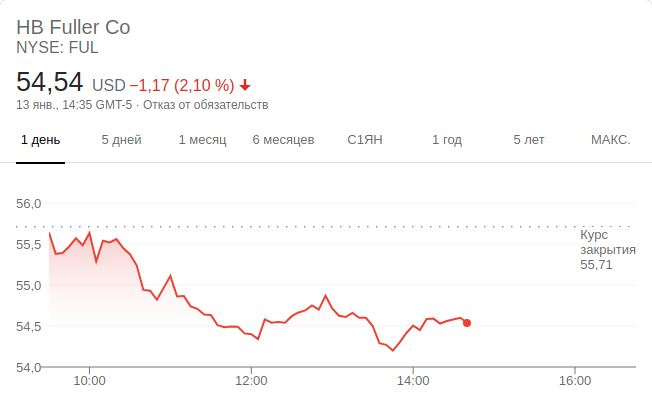 HB Fuller Co
NYSE: FUL
54,54 USD −1,17 (2,10 %)
13 янв., 14:35 GMT-5 · Отказ от обязательств
1 день 5 дней 1 месяц 6 месяцев С1ЯН 1 год 5 лет МАКС.
56,0
Курс
закрытия
55,71
55,5
55,0
54,5
54,0
10:00 12:00 14:00 16:00